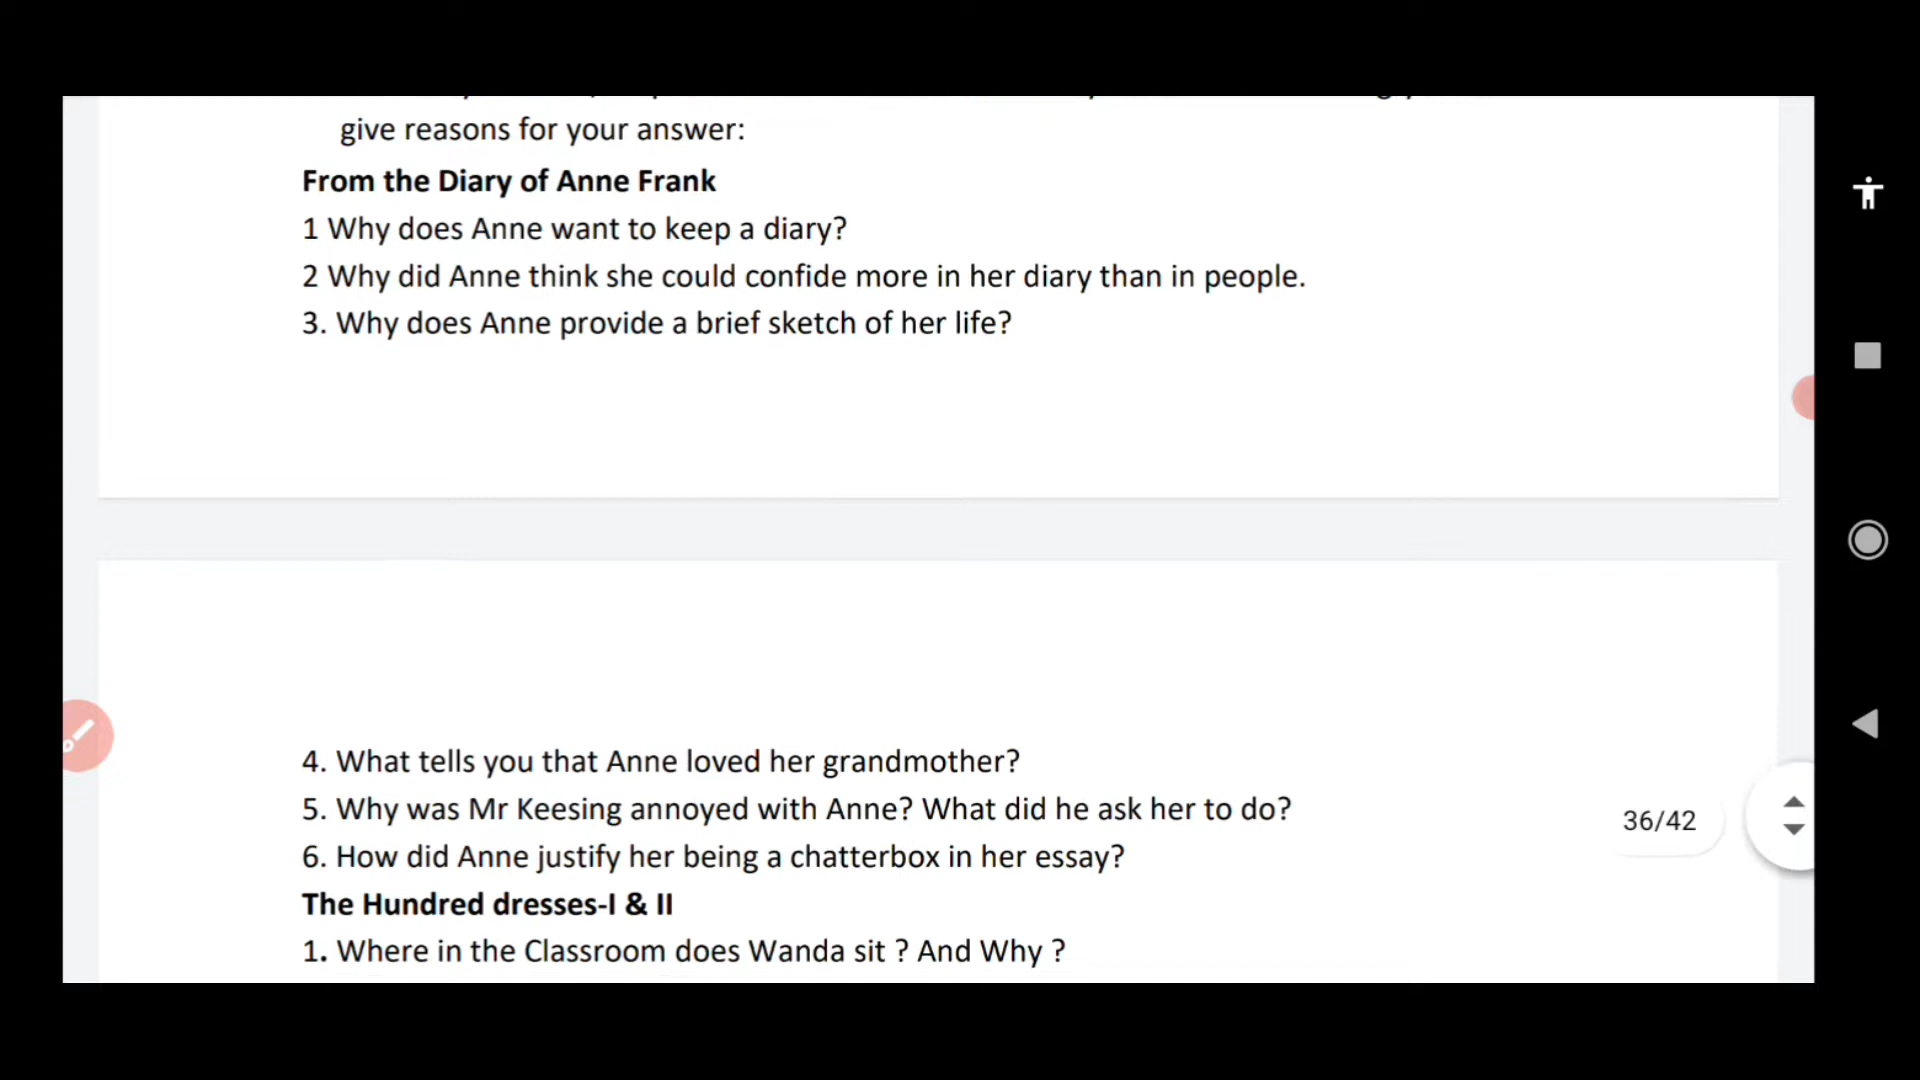 give reasons for your answer:
From the Diary of Anne Frank
1 Why does Anne want to keep a diary?
2 Why did Anne think she could confide more in her diary than in people.
3. Why does Anne provide a brief sketch of her life?
4. What tells you that Anne loved her grandmother?
5. Why was Mr Keesing annoyed with Anne? What did he ask her to do?
36/42
6. How did Anne justify her being a chatterbox in her essay?
The Hundred dresses-I & II
1. Where in the Classroom does Wanda sit ? And Why ?